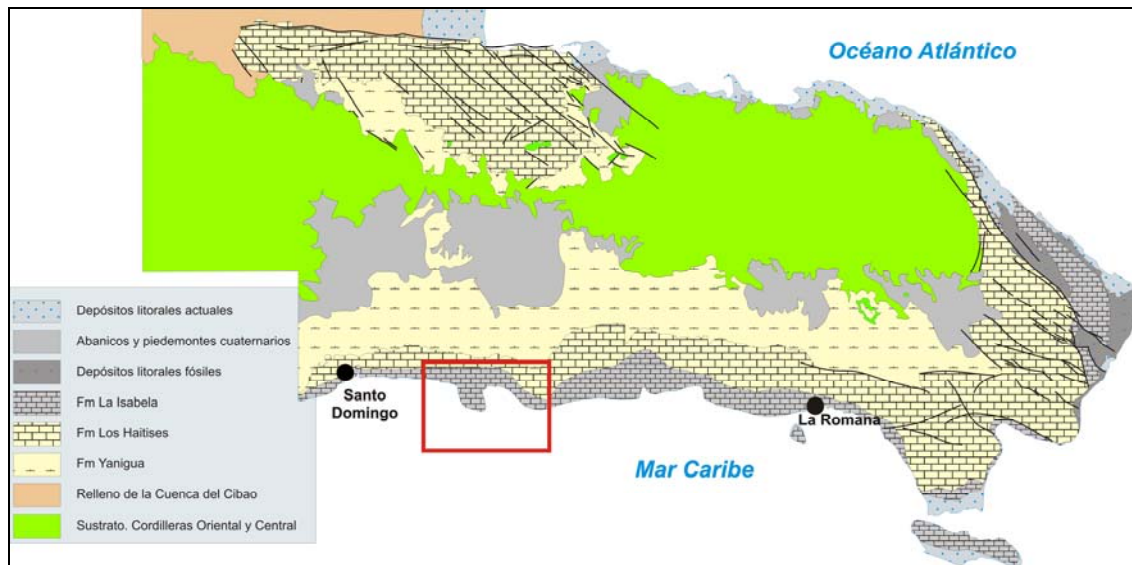 Océano Atlántico
Depósitos litorales actuales
Abanicos y piedemontes cuaternarios
Depósitos litorales fósiles
Fm La Isabela
Fm Los Haitises
Fm Yanigua
Relleno de la Cuenca del Cibao
Sustrato. Cordilleras Oriental y Central
Santo
Domingo
La Romana
Mar Caribe